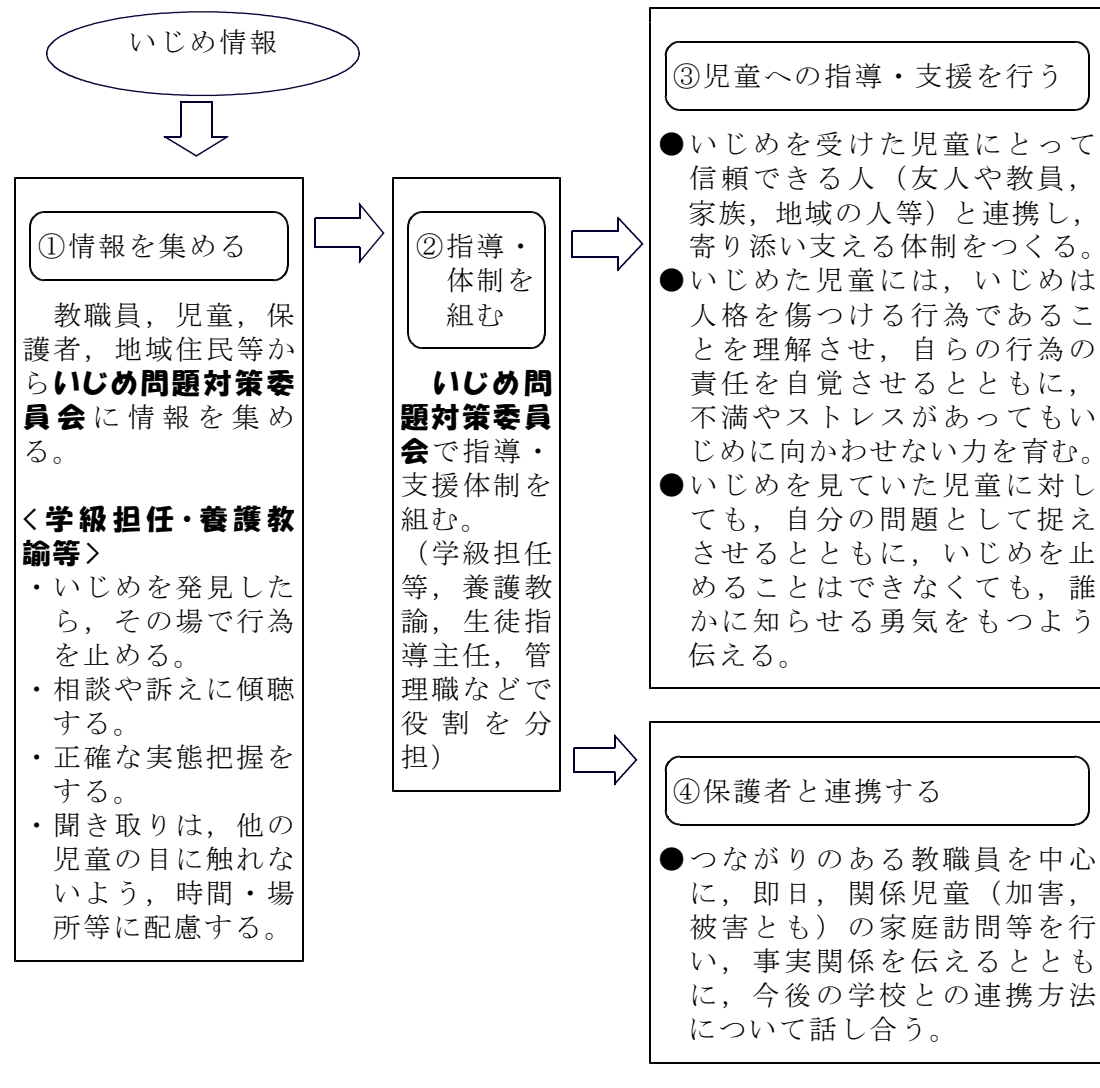 いじめ情報
①情報を集める
教職員，児童，保
護者，地域住民等か
らいじめ問題対策委
員会に情報を集め
る。
＜学級担任・養護教
諭等＞
・いじめを発見した
ら，その場で行為
を止める。
・相談や訴えに傾聴
する。
・正確な実態把握を
する。
・聞き取りは，他の
児童の目に触れな
いよう，時間・場
所等に配慮する。
②指導・
体制を
組む
いじめ問
題対策委員
会で指導・
支援体制を
組む。
（学級担任
等，養護教
諭，生徒指
導主任，管
理職などで
役割を分
担）
③児童への指導・支援を行う
●いじめを受けた児童にとって
信頼できる人（友人や教員，
家族，地域の人等）と連携し，
寄り添い支える体制をつくる。
●いじめた児童には，いじめは
人格を傷つける行為であるこ
とを理解させ，自らの行為の
責任を自覚させるとともに，
不満やストレスがあってもい
じめに向かわせない力を育む。
●いじめを見ていた児童に対し
ても，自分の問題として捉え
させるとともに，いじめを止
めることはできなくても，誰
かに知らせる勇気をもつよう
伝える。
④保護者と連携する
●つながりのある教職員を中心
に，即日，関係児童（加害，
被害とも）の家庭訪問等を行
い，事実関係を伝えるととも
に，今後の学校との連携方法
について話し合う。